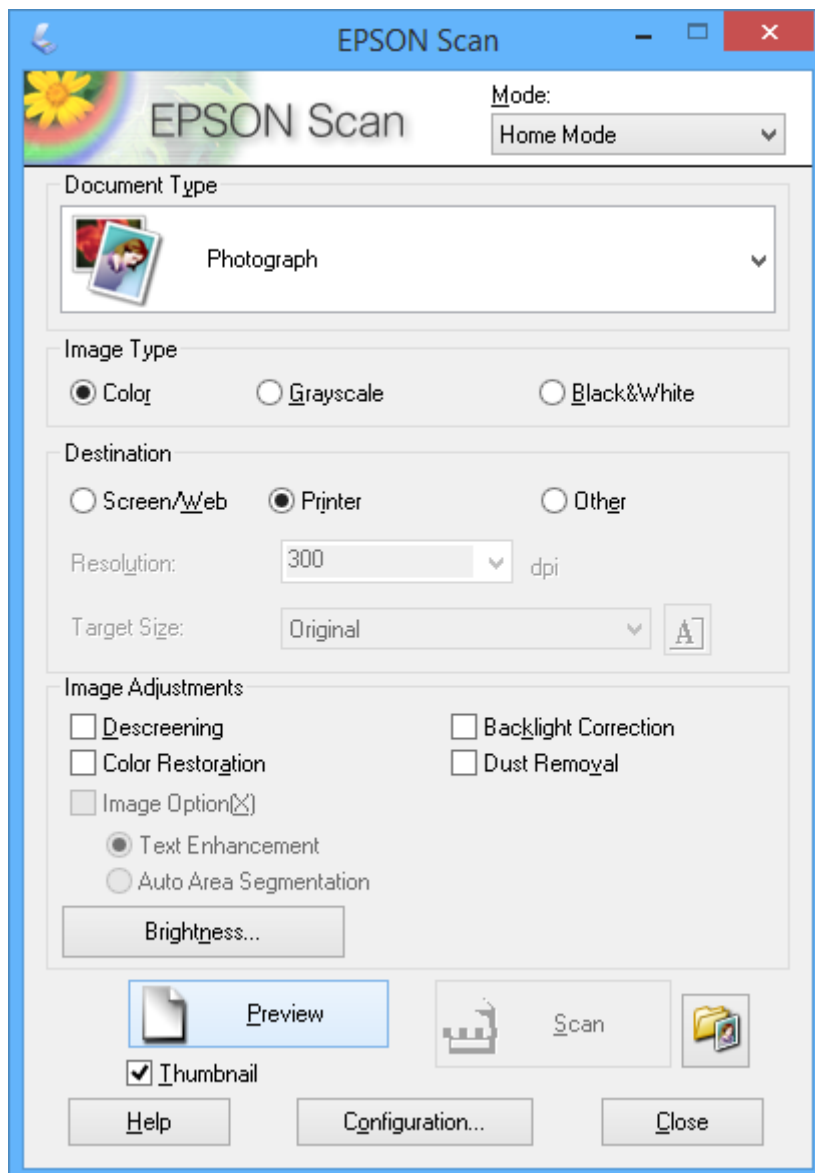 EPSON Scan
EPSON Scan
Mode:
Home Mode
Document Type
Photograph
Image Type
Color Grayscale Black&White
Destination
Screen/Web Printer Other
Resolution: 300 dpi
Target Size: Original A
Image Adjustments
Descreening Backlight Correction
Color Restoration Dust Removal
Image Option(X)
Text Enhancement
Auto Area Segmentation
Brightness...
Preview Scan
Thumbnail
Help Configuration... Close